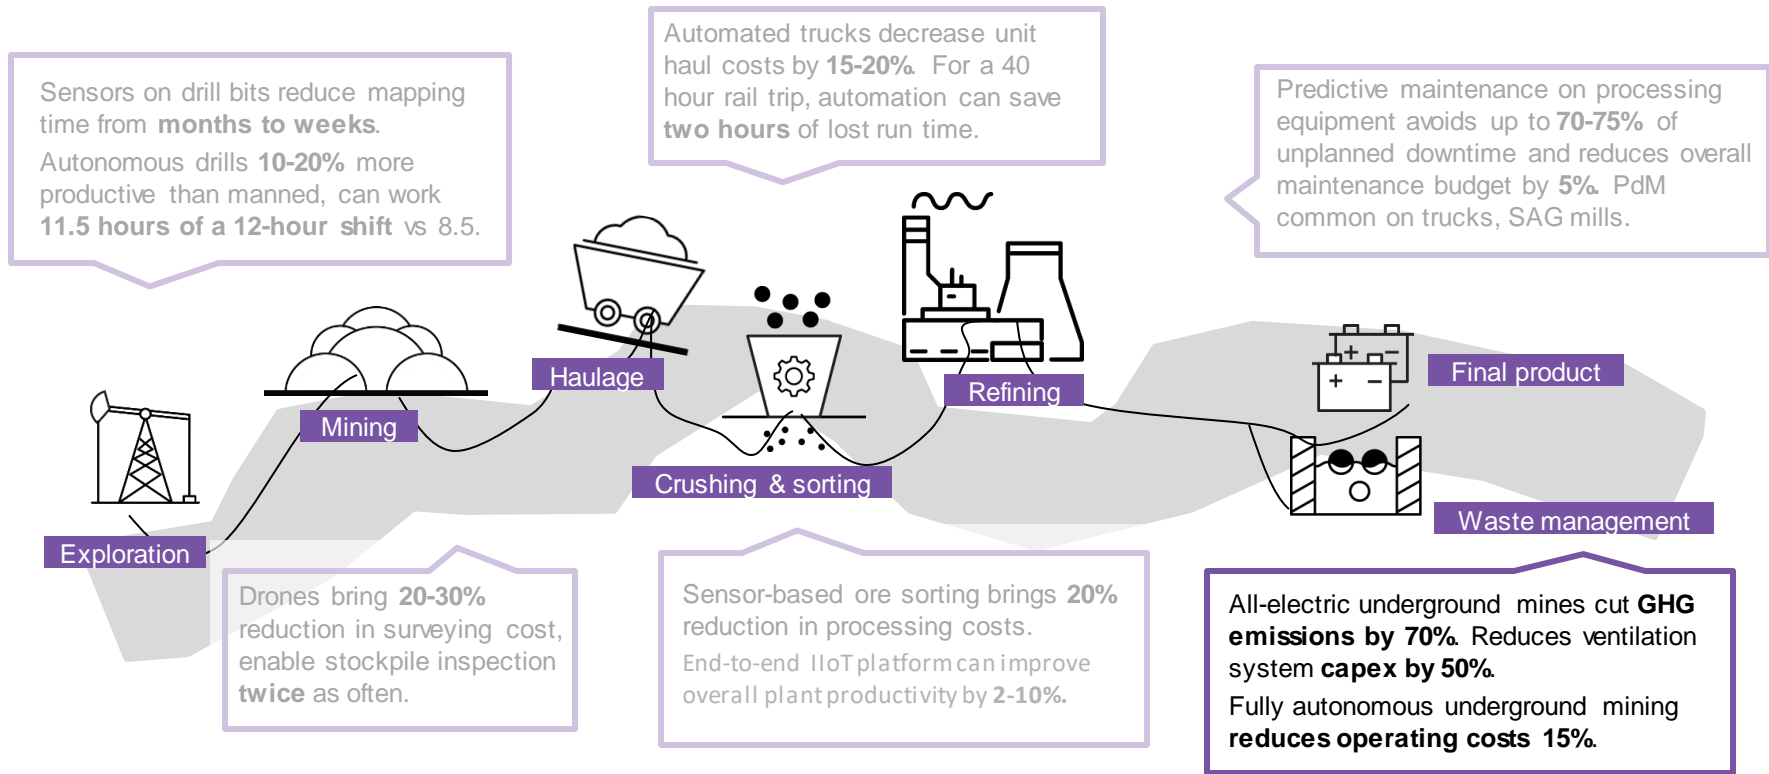 Automated trucks decrease unit
haul costs by 15-20%. For a 40
hour rail trip, automation can save
two hours of lost run time.
Sensors on drill bits reduce mapping
time from months to weeks.
Autonomous drills 10-20% more
productive than manned, can work
11.5 hours of a 12-hour shift vs 8.5.
Predictive maintenance on processing
equipment avoids up to 70-75% of
unplanned downtime and reduces overall
maintenance budget by 5%. PdM
common on trucks, SAG mills.
Haulage
Final product
Refining
Mining
Crushing & sorting
Waste management
Exploration
Drones bring 20-30%
reduction in surveying cost,
enable stockpile inspection
twice as often.
Sensor-based ore sorting brings 20%
reduction in processing costs.
End-to-end IIoT platform can improve
overall plant productivity by 2-10%.
All-electric underground mines cut GHG
emissions by 70%. Reduces ventilation
system capex by 50%.
Fully autonomous underground mining
reduces operating costs 15%.